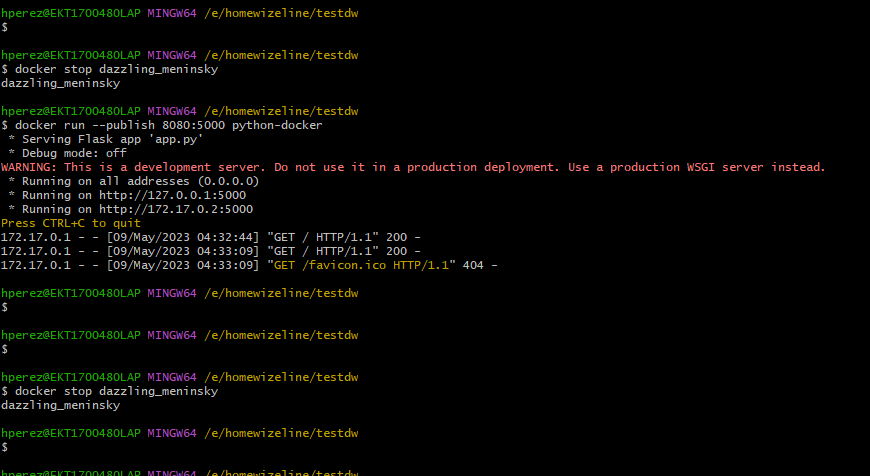 hperez@EKT1700480LAP MINGW64 /e/homewizeline/testdw
$
hperez@EKT1700480LAP MINGW64 /e/homewizeline/testdw
$ docker stop dazzling_meninsky
dazzling_meninsky
hperez@EKT1700480LAP MINGW64 /e/homewizeline/testdw
$ docker run --publish 8080:5000 python-docker
 * Serving Flask app 'app.py'
 * Debug mode: off
WARNING: This is a development server. Do not use it in a production deployment. Use a production WSGI server instead.
 * Running on all addresses (0.0.0.0)
 * Running on http://127.0.0.1:5000
 * Running on http://172.17.0.2:5000
Press CTRL+C to quit
172.17.0.1 - - [09/May/2023 04:32:44] "GET / HTTP/1.1" 200 -
172.17.0.1 - - [09/May/2023 04:33:09] "GET / HTTP/1.1" 200 -
172.17.0.1 - - [09/May/2023 04:33:09] "GET /favicon.ico HTTP/1.1" 404 -
hperez@EKT1700480LAP MINGW64 /e/homewizeline/testdw
$
hperez@EKT1700480LAP MINGW64 /e/homewizeline/testdw
$
hperez@EKT1700480LAP MINGW64 /e/homewizeline/testdw
$ docker stop dazzling_meninsky
dazzling_meninsky
hperez@EKT1700480LAP MINGW64 /e/homewizeline/testdw
$
hperez@EKT1700480LAP MINGW64 /e/homewizeline/testdw